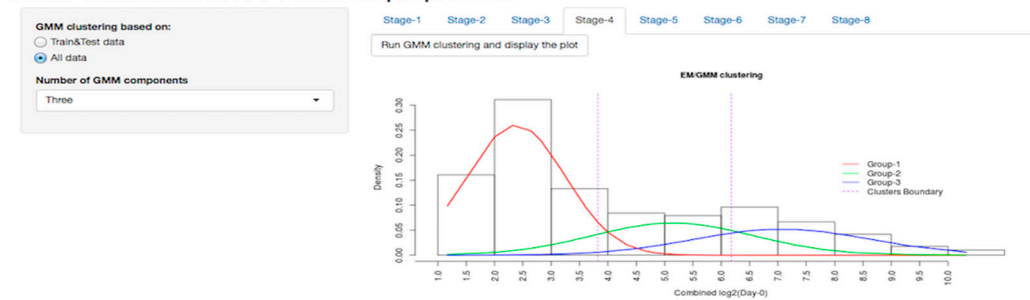 GMM clustering based on:
Train&Test data
All data
Number of GMM components
Three
Stage-1 Stage-2 Stage-3 Stage-4 Stage-5 Stage-6 Stage-7 Stage-8
Run GMM clustering and display the plot
EM/GMM clustering
Density
0.30
0.25
0.20
0.15
0.10
0.05
0.00
Group-1
Group-2
Group-3
Clusters Boundary
1.0 1.5 2.0 2.5 3.0 3.5 4.0 4.5 5.0 5.5 6.0 6.5 7.0 7.5 8.0 8.5 9.0 9.5 10.0
Combined log2(Day-0)